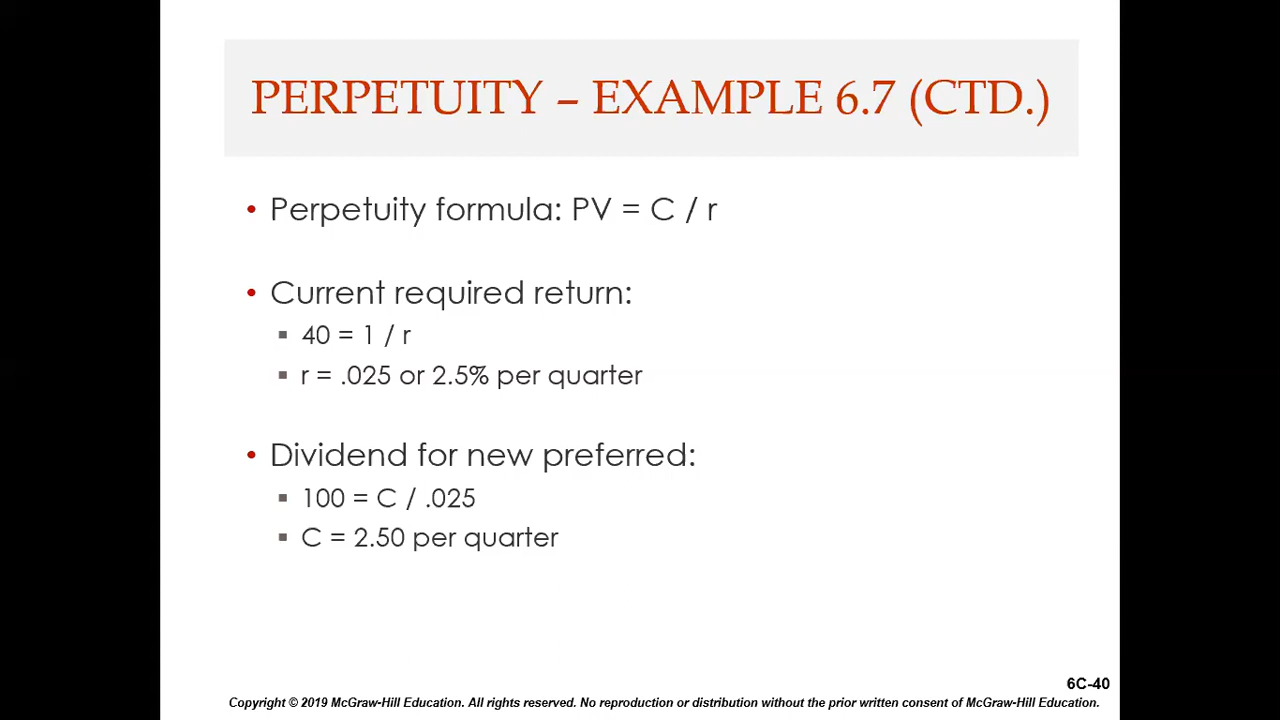 PERPETUITY – EXAMPLE 6.7 (CTD.)
• Perpetuity formula: PV = C / r
• Current required return:
▪ 40 = 1 / r
▪ r = .025 or 2.5% per quarter
• Dividend for new preferred:
▪ 100 = C / .025
▪ C = 2.50 per quarter
6C-40
Copyright © 2019 McGraw-Hill Education. All rights reserved. No reproduction or distribution without the prior written consent of McGraw-Hill Education.